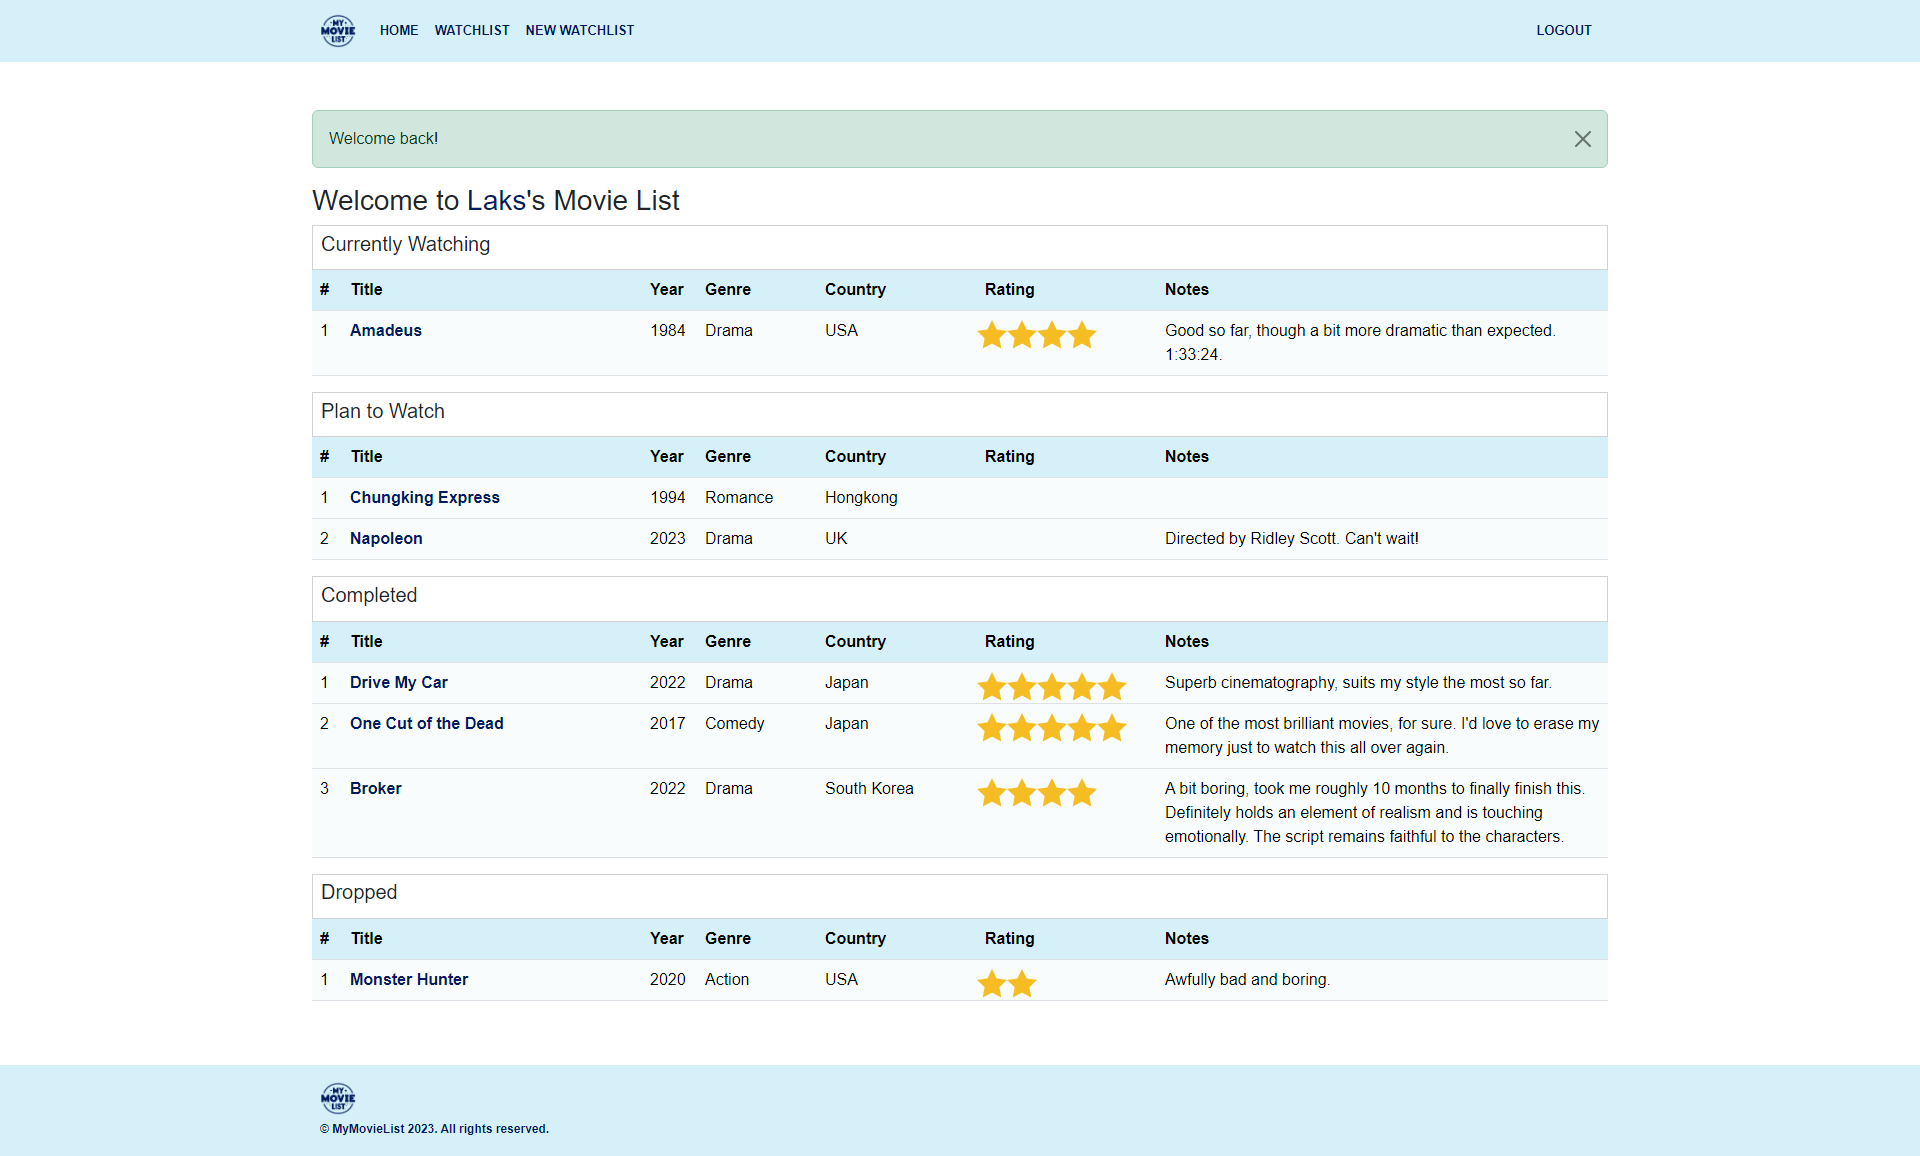 MY MOVIE LIST HOME WATCHLIST NEW WATCHLIST LOGOUT
Welcome back!
Welcome to Laks's Movie List
Currently Watching
# Title Year Genre Country Rating Notes
1 Amadeus 1984 Drama USA Good so far, though a bit more dramatic than expected.
1:33:24.
Plan to Watch
# Title Year Genre Country Rating Notes
1 Chungking Express 1994 Romance Hongkong
2 Napoleon 2023 Drama UK Directed by Ridley Scott. Can't wait!
Completed
# Title Year Genre Country Rating Notes
1 Drive My Car 2022 Drama Japan Superb cinematography, suits my style the most so far.
2 One Cut of the Dead 2017 Comedy Japan One of the most brilliant movies, for sure. I'd love to erase my
memory just to watch this all over again.
3 Broker 2022 Drama South Korea A bit boring, took me roughly 10 months to finally finish this.
Definitely holds an element of realism and is touching
emotionally. The script remains faithful to the characters.
Dropped
# Title Year Genre Country Rating Notes
1 Monster Hunter 2020 Action USA Awfully bad and boring.
MY MOVIE LIST
© MyMovieList 2023. All rights reserved.